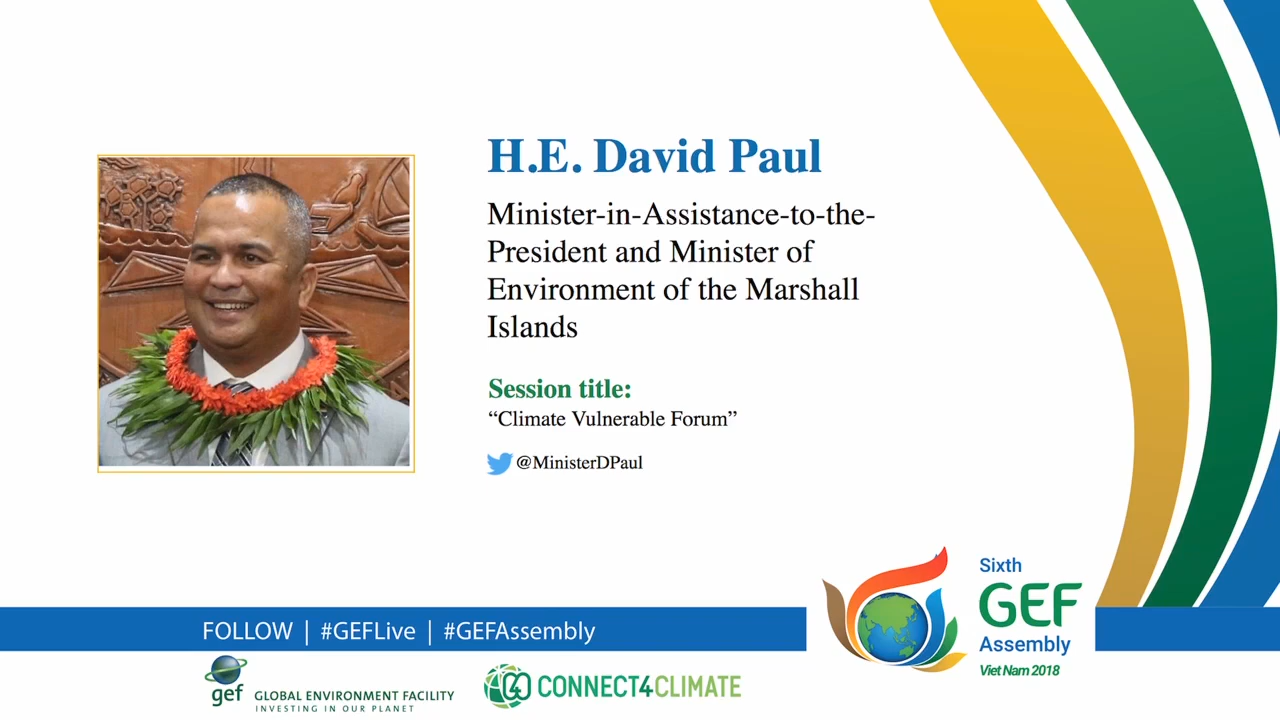 H.E. David Paul
Minister-in-Assistance-to-the-
President and Minister of
Environment of the Marshall
Islands
Session title:
“Climate Vulnerable Forum”
@MinisterDPaul
Sixth
GEF
Assembly
Viet Nam 2018
FOLLOW | #GEFLive | #GEFAssembly
gef GLOBAL ENVIRONMENT FACILITY
INVESTING IN OUR PLANET
C4C CONNECT4CLIMATE